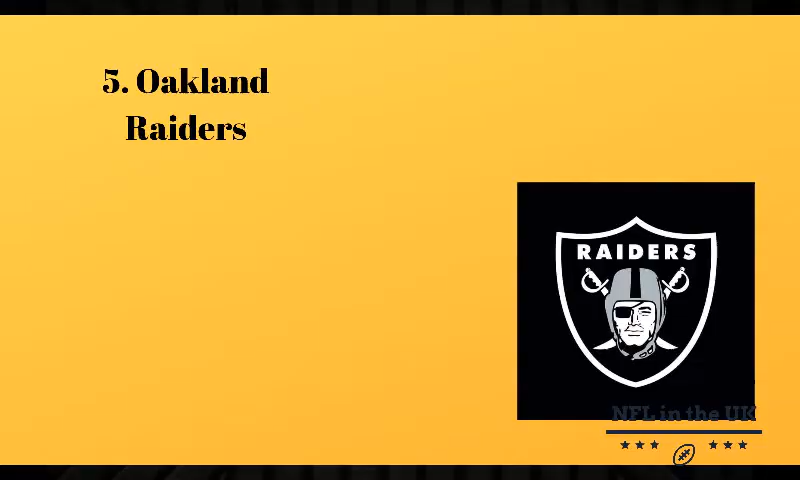 5. Oakland
Raiders
RAIDERS
NFL in the UK